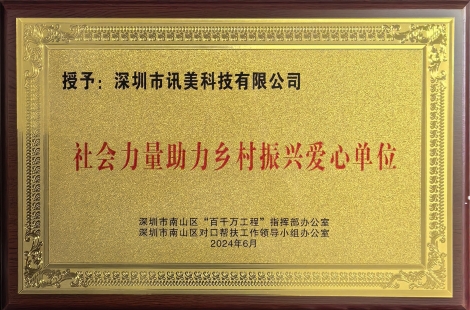 授予：深圳市讯美科技有限公司
社会力量助力乡村振兴爱心单位
深圳市南山区“百千万工程”指挥部办公室
深圳市南山区对口帮扶工作领导小组办公室
2024年6月